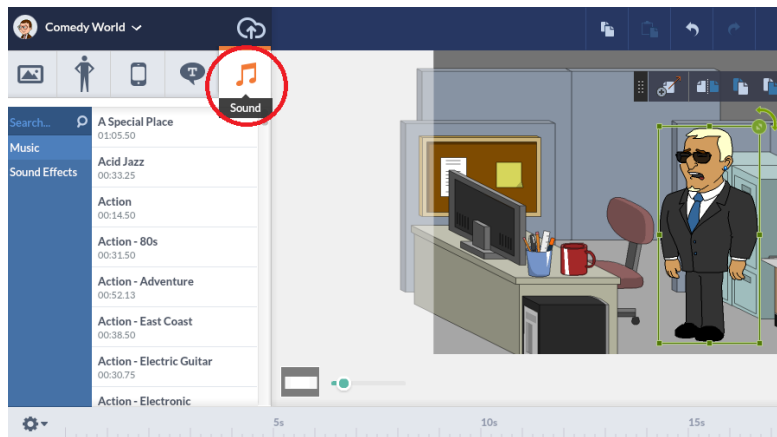 Comedy World
T
Sound
Search...
Music
Sound Effects
A Special Place
01:05.50
Acid Jazz
00:33.25
Action
00:14.50
Action - 80s
00:31.50
Action - Adventure
00:52.13
Action - East Coast
00:38.50
Action - Electric Guitar
00:30.75
Action - Electronic
5s 10s 15s